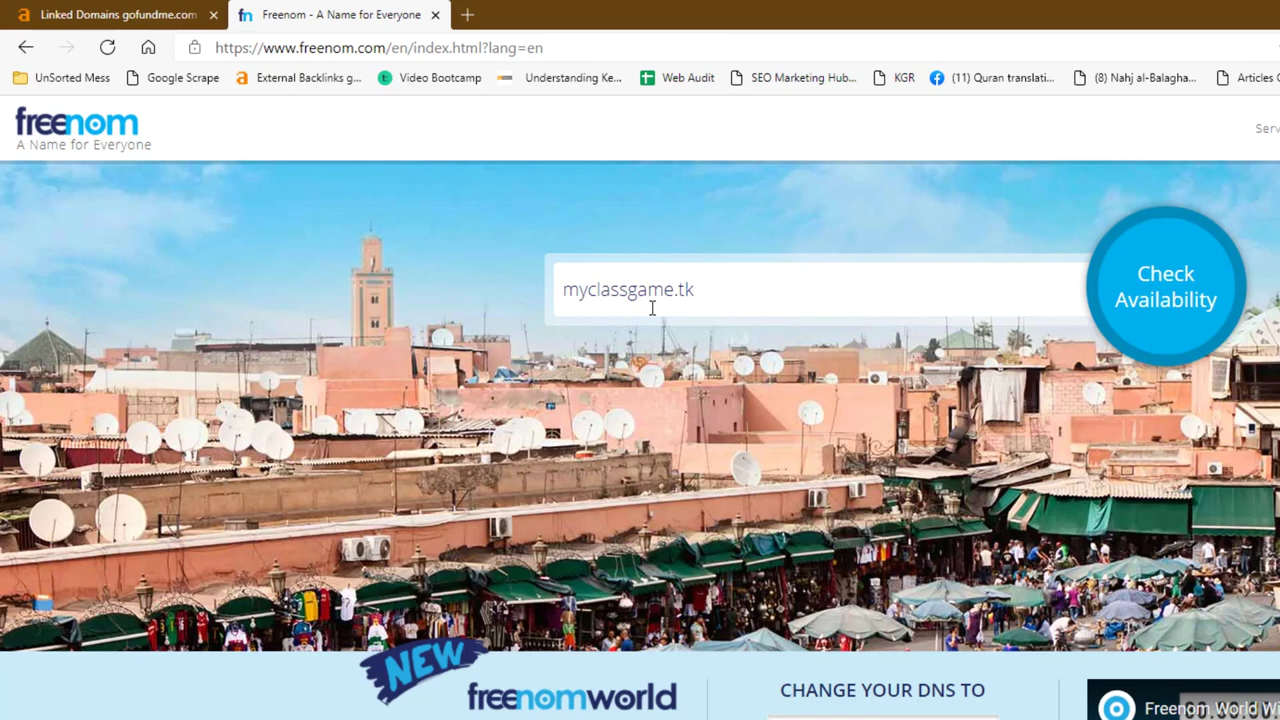 Linked Domains gofundme.com
Freenom - A Name for Everyone
https://www.freenom.com/en/index.html?lang=en
UnSorted Mess
Google Scrape
External Backlinks g...
Video Bootcamp
Understanding Ke...
Web Audit
SEO Marketing Hub...
KGR
(11) Quran translati...
(8) Nahj al-Balagha...
Articles
freenom
A Name for Everyone
Serv
myclassgame.tk
Check
Availability
NEW
freenomworld
CHANGE YOUR DNS TO
Freenom World Wi